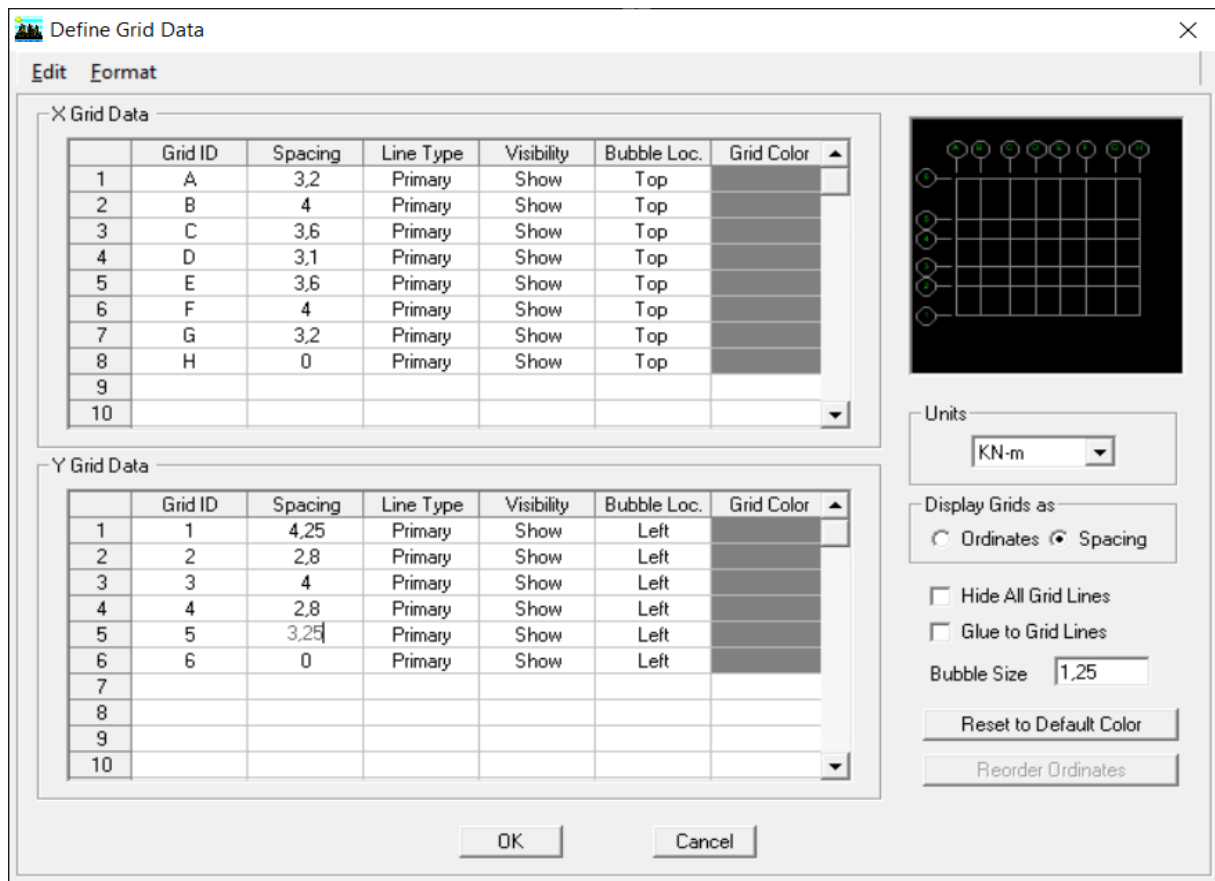 Define Grid Data
Edit Format
X Grid Data
Grid ID Spacing Line Type Visibility Bubble Loc. Grid Color
1 A 3,2 Primary Show Top
2 B 4 Primary Show Top
3 C 3,6 Primary Show Top
4 D 3,1 Primary Show Top
5 E 3,6 Primary Show Top
6 F 4 Primary Show Top
7 G 3,2 Primary Show Top
8 H 0 Primary Show Top
9
10
Y Grid Data
Grid ID Spacing Line Type Visibility Bubble Loc. Grid Color
1 1 4,25 Primary Show Left
2 2 2,8 Primary Show Left
3 3 4 Primary Show Left
4 4 2,8 Primary Show Left
5 5 3,25 Primary Show Left
6 6 0 Primary Show Left
7
8
9
10
A B C D E F G H
6
5
4
3
2
1
Units
KN-m
Display Grids as
Ordinates Spacing
Hide All Grid Lines
Glue to Grid Lines
Bubble Size 1,25
Reset to Default Color
Reorder Ordinates
OK Cancel